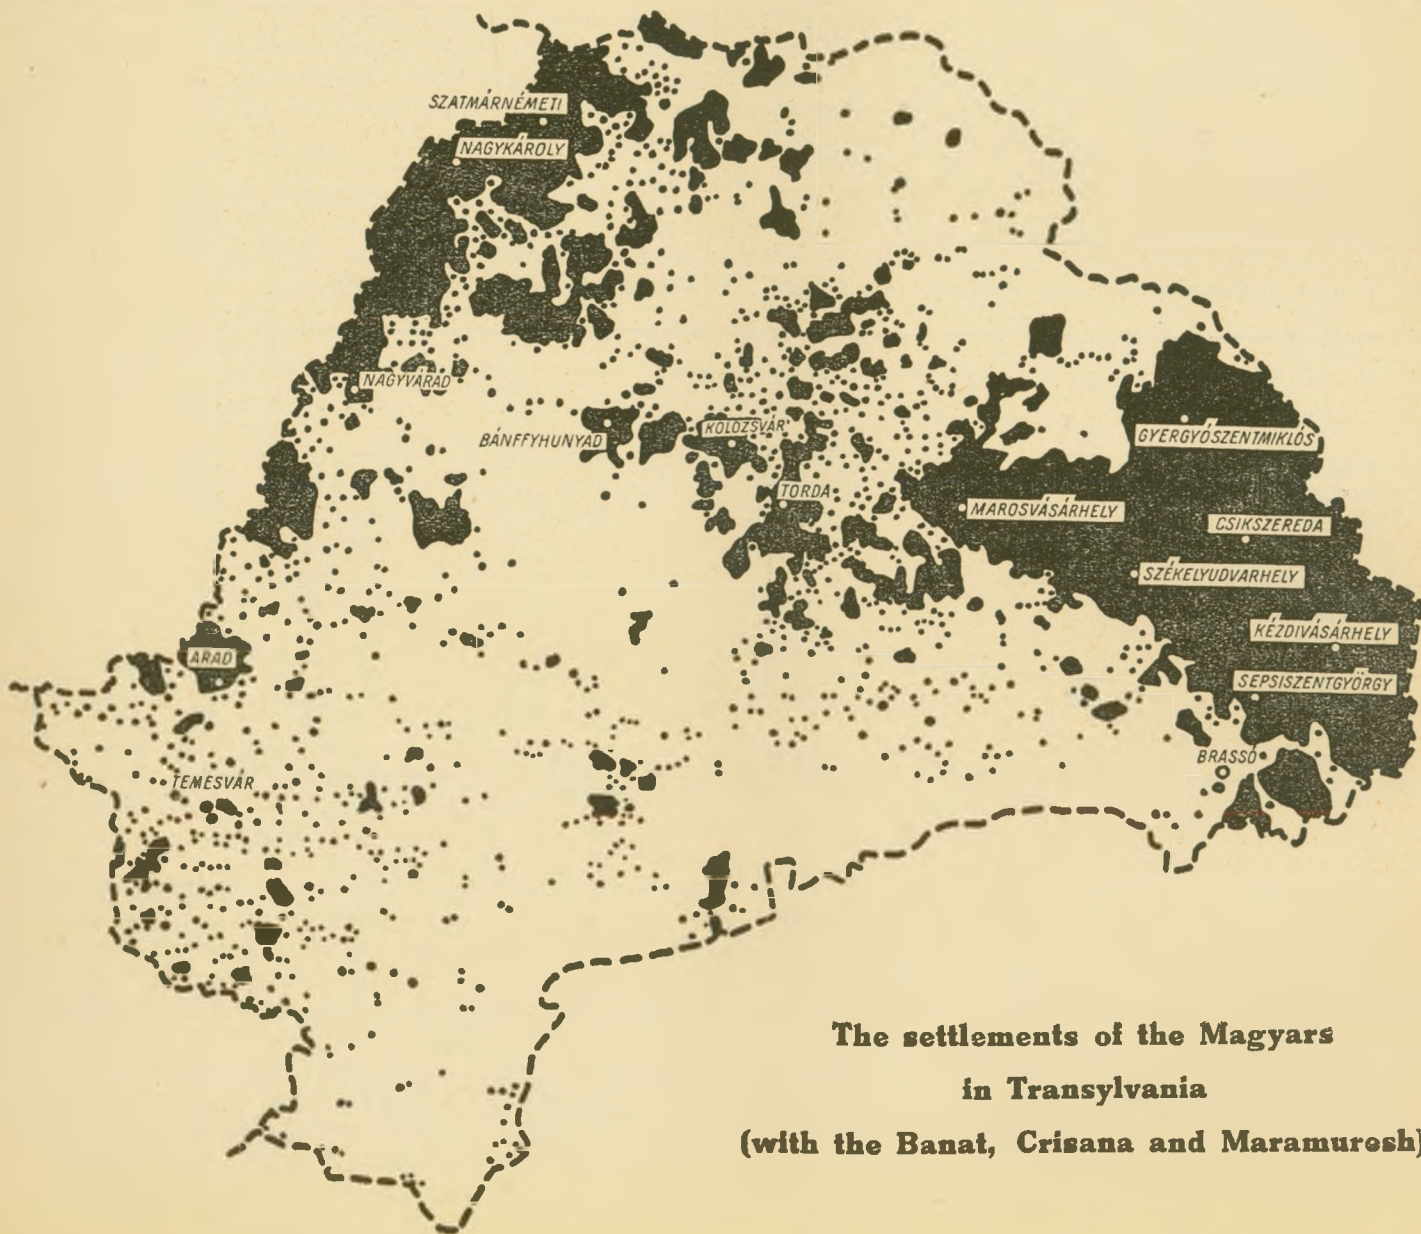 SZATMÁRNÉMETI
NAGYKÁROLY
NAGYVÁRAD
BÁNFFYHUNYAD
KOLOZSVÁR
GYERGYÓSZENTMIKLÓS
TORDA
MAROSVÁSÁRHELY
CSIKSZEREDA
SZÉKELYUDVARHELY
KÉZDIVÁSÁRHELY
ARAD
SEPSISZENTGYÖRGY
BRASSÓ
TEMESVÁR
The settlements of the Magyars
in Transylvania
(with the Banat, Crisana and Maramuresh)